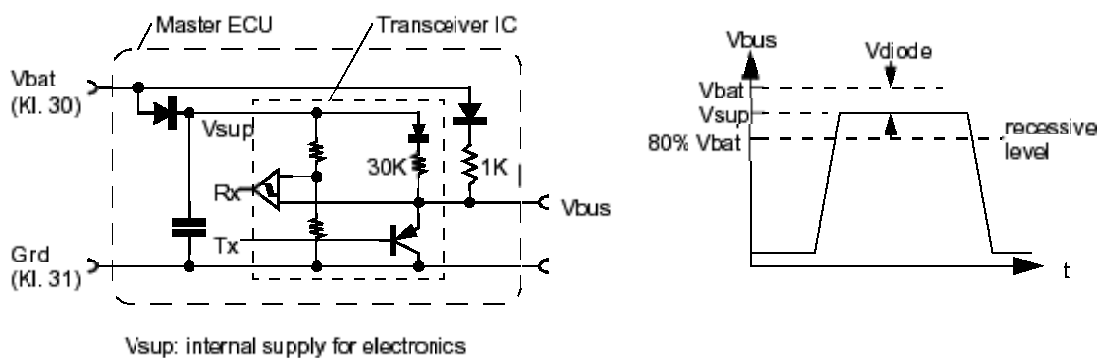 Master ECU
Transceiver IC
Vbat
(Kl. 30)
Vsup
30K
1K
Rx
Vbus
Tx
Grd
(Kl. 31)
Vsup: internal supply for electronics
Vbus
Vdiode
Vbat
Vsup
80% Vbat
recessive
level
t